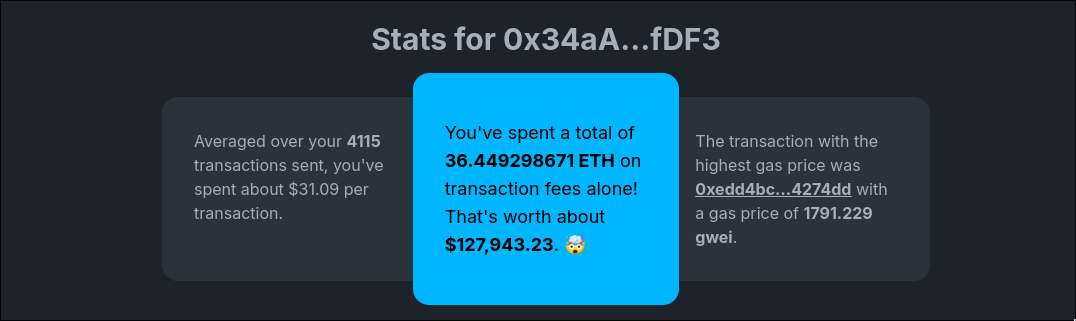 Stats for 0x34aA...fDF3
Averaged over your 4115
transactions sent, you've
spent about $31.09 per
transaction.
You've spent a total of
36.449298671 ETH on
transaction fees alone!
That's worth about
$127,943.23. 🤯
The transaction with the
highest gas price was
0xedd4bc...4274dd with
a gas price of 1791.229
gwei.